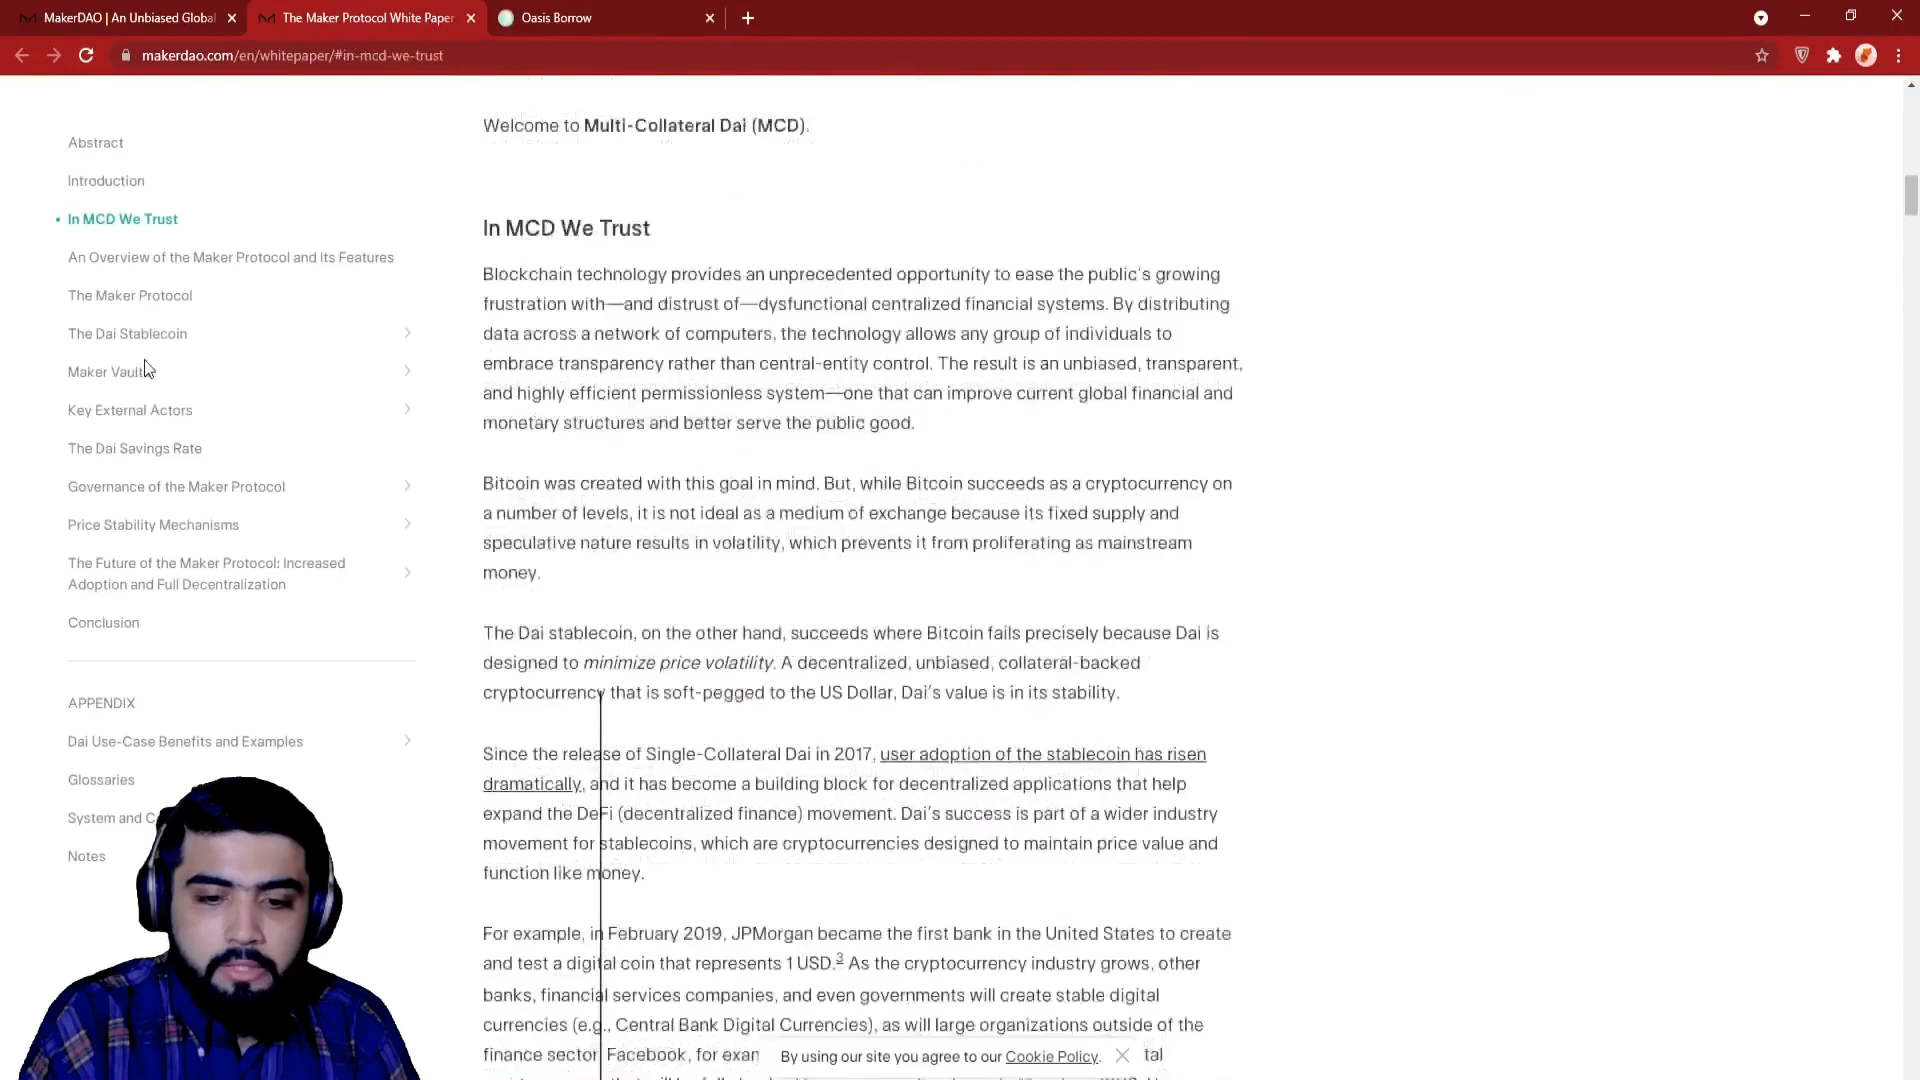 MakerDAO | An Unbiased Global
The Maker Protocol White Paper
Oasis Borrow
makerdao.com/en/whitepaper/#in-mcd-we-trust
Abstract
Introduction
In MCD We Trust
An Overview of the Maker Protocol and Its Features
The Maker Protocol
The Dai Stablecoin
Maker Vault
Key External Actors
The Dai Savings Rate
Governance of the Maker Protocol
Price Stability Mechanisms
The Future of the Maker Protocol: Increased
Adoption and Full Decentralization
Conclusion
APPENDIX
Dai Use-Case Benefits and Examples
Glossaries
System and C
Notes
Welcome to Multi-Collateral Dai (MCD).
In MCD We Trust
Blockchain technology provides an unprecedented opportunity to ease the public's growing
frustration with—and distrust of—dysfunctional centralized financial systems. By distributing
data across a network of computers, the technology allows any group of individuals to
embrace transparency rather than central-entity control. The result is an unbiased, transparent,
and highly efficient permissionless system—one that can improve current global financial and
monetary structures and better serve the public good.
Bitcoin was created with this goal in mind. But, while Bitcoin succeeds as a cryptocurrency on
a number of levels, it is not ideal as a medium of exchange because its fixed supply and
speculative nature results in volatility, which prevents it from proliferating as mainstream
money.
The Dai stablecoin, on the other hand, succeeds where Bitcoin fails precisely because Dai is
designed to minimize price volatility. A decentralized, unbiased, collateral-backed
cryptocurrency that is soft-pegged to the US Dollar, Dai's value is in its stability.
Since the release of Single-Collateral Dai in 2017, user adoption of the stablecoin has risen
dramatically, and it has become a building block for decentralized applications that help
expand the DeFi (decentralized finance) movement. Dai's success is part of a wider industry
movement for stablecoins, which are cryptocurrencies designed to maintain price value and
function like money.
For example, in February 2019, JPMorgan became the first bank in the United States to create
and test a digital coin that represents 1 USD.3 As the cryptocurrency industry grows, other
banks, financial services companies, and even governments will create stable digital
currencies (e.g., Central Bank Digital Currencies), as will large organizations outside of the
finance sector. Facebook, for exam
tal
By using our site you agree to our Cookie Policy.